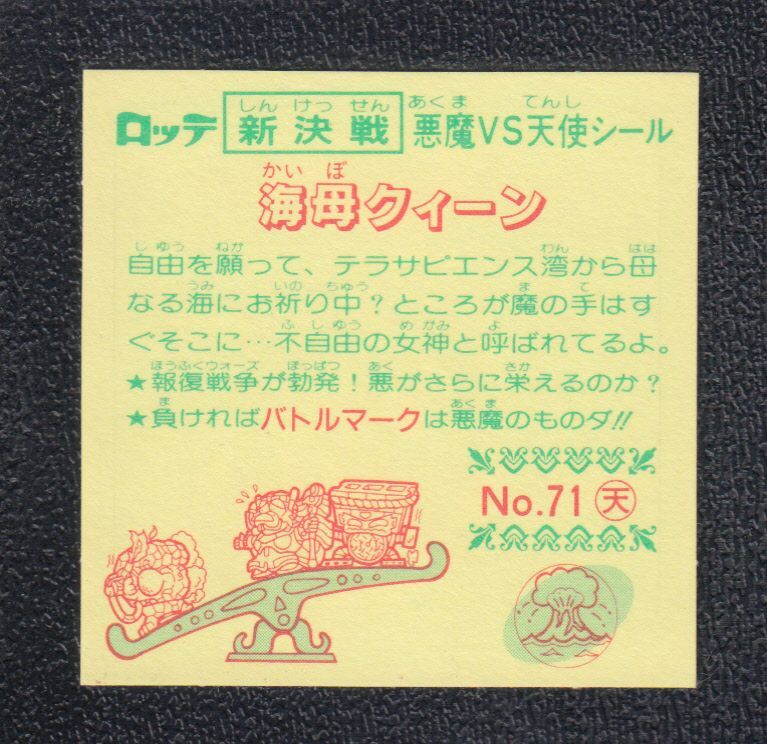 ロッテ 新決戦 悪魔VS天使シール
しん けっ せん あくま てんし
海母クィーン
かい ぼ
自由を願って、テラサピエンス湾から母
じゆう ねが わん はは
なる海にお祈り中?ところが魔の手はす
うみ いの ちゅう ま て
ぐそこに…不自由の女神と呼ばれてるよ。
ふじゆう めがみ よ
★報復戦争が勃発!悪がさらに栄えるのか?
ほうふくウォーズ ぼっぱつ あく さか
★負ければバトルマークは悪魔のものダ!!
ま あくま
No.71 天